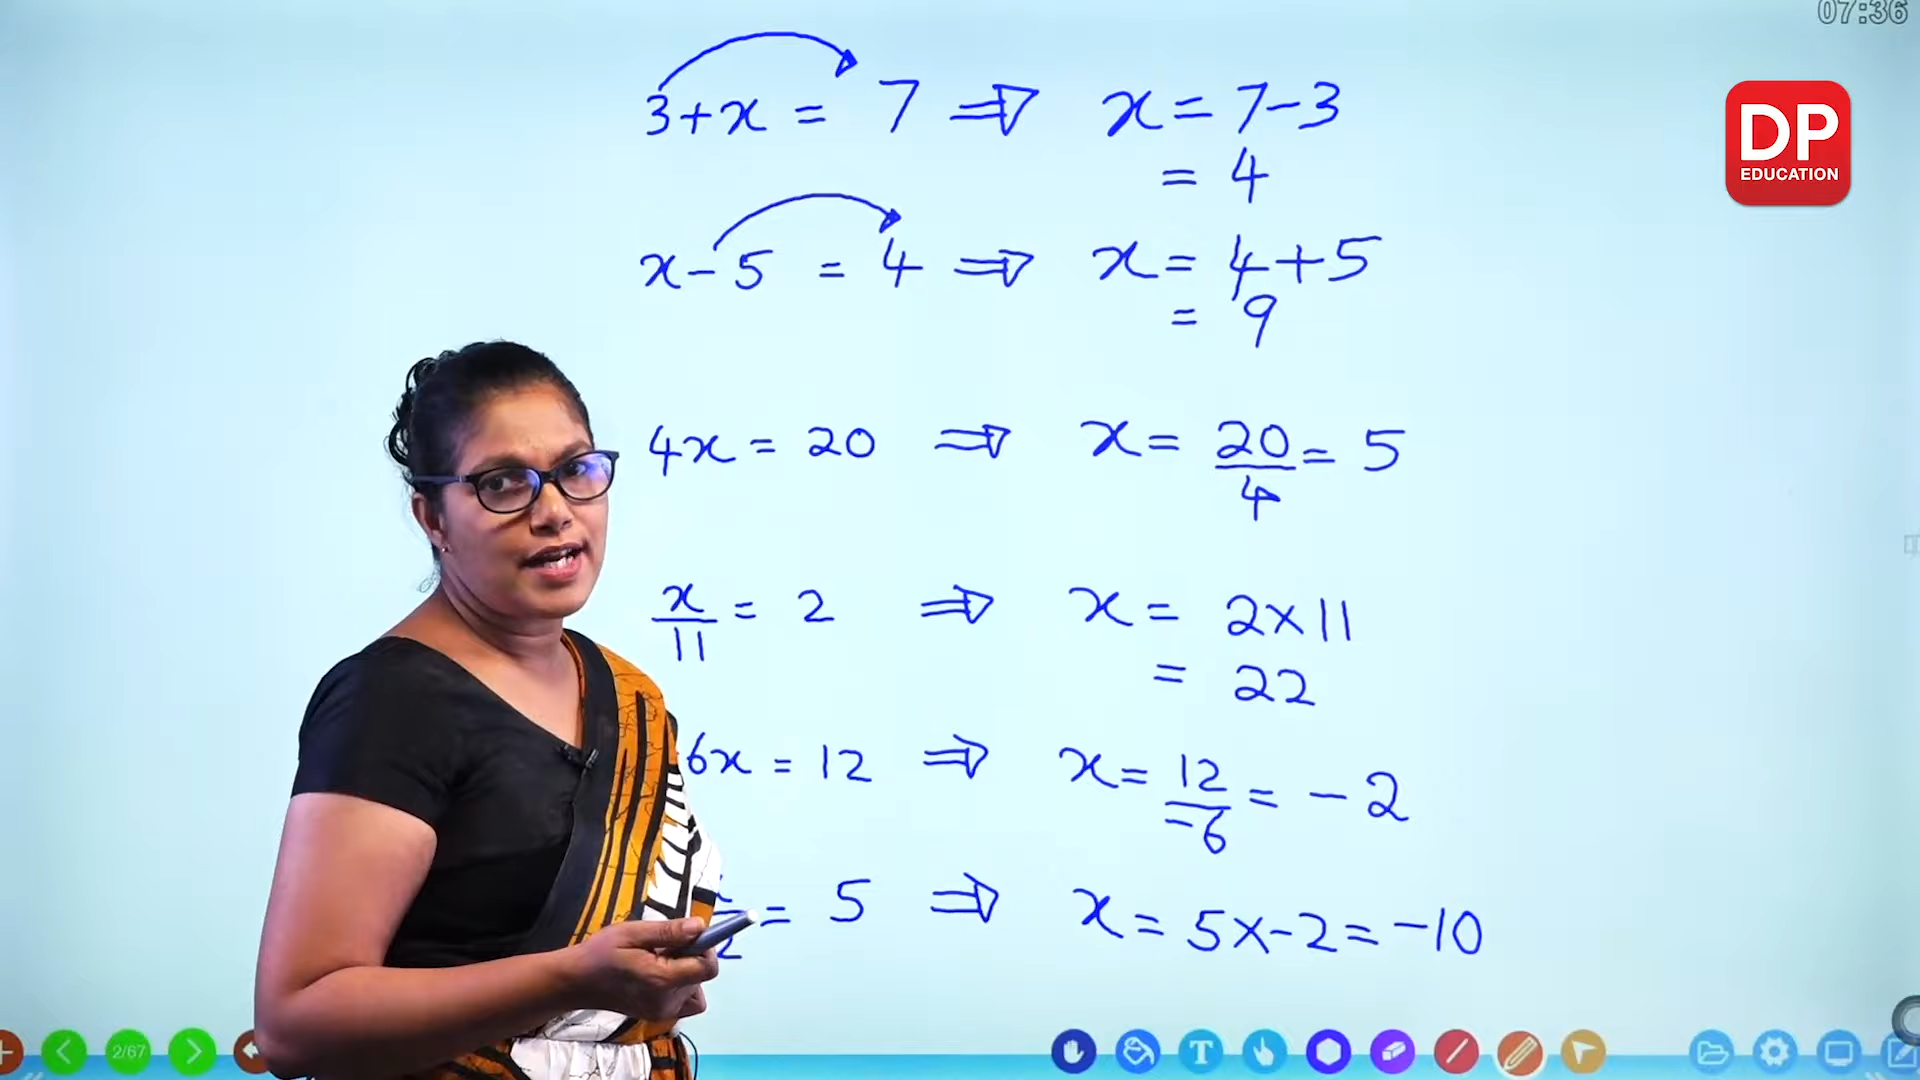 07:36
3+x = 7 ⇒ x = 7-3
= 4
DP
EDUCATION
x-5 = 4 ⇒ x = 4+5
= 9
4x = 20 ⇒ x = 20/4 = 5
x/11 = 2 ⇒ x = 2×11
= 22
6x = 12 ⇒ x = 12/-6 = -2
2 = 5 ⇒ x = 5×-2 = -10
2/67
T